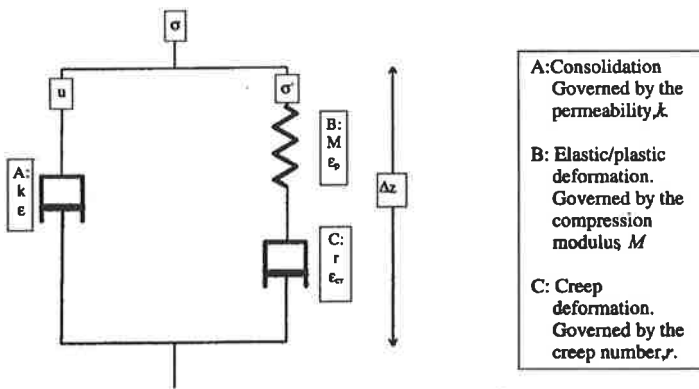 σ
u
σ'
A:
k
ε
B:
M
εp
C:
r
εcr
Δz
A:Consolidation
Governed by the
permeability,k.
B: Elastic/plastic
deformation.
Governed by the
compression
modulus, M
C: Creep
deformation.
Governed by the
creep number,r.